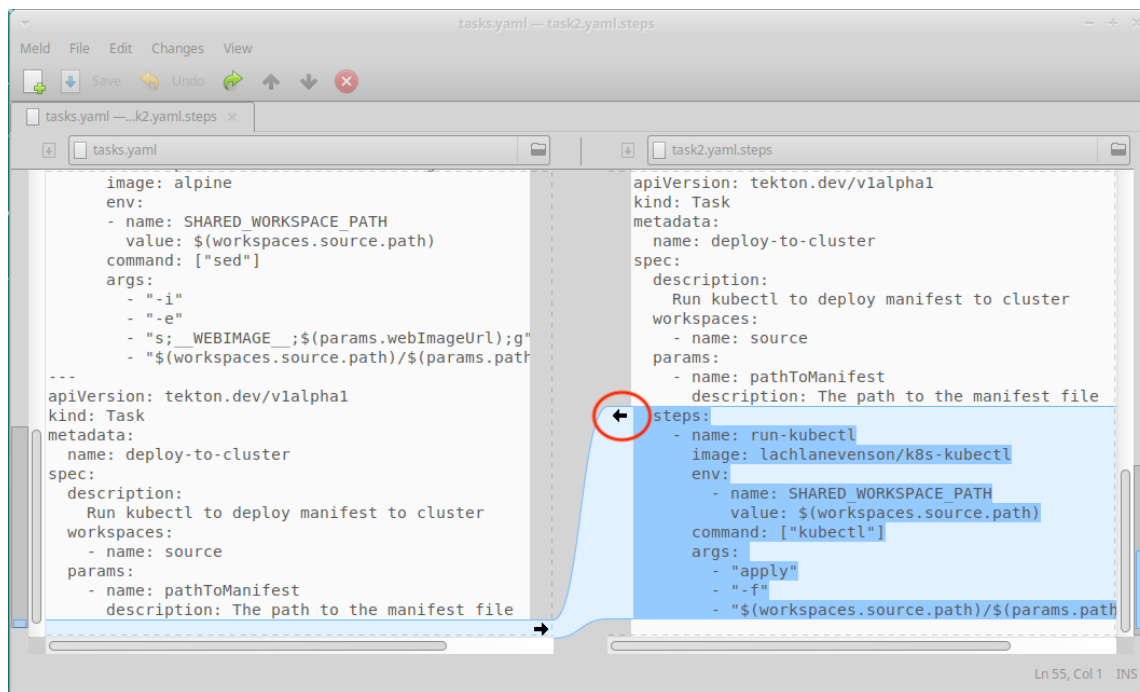 tasks.yaml — task2.yaml.steps
Meld File Edit Changes View
Save Undo
tasks.yaml —...k2.yaml.steps ×
tasks.yaml
image: alpine
env:
- name: SHARED_WORKSPACE_PATH
value: $(workspaces.source.path)
command: ["sed"]
args:
- "-i"
- "-e"
- "s;__WEBIMAGE__;$(params.webImageUrl);g"
- "$(workspaces.source.path)/$(params.path
---
apiVersion: tekton.dev/v1alpha1
kind: Task
metadata:
name: deploy-to-cluster
spec:
description:
Run kubectl to deploy manifest to cluster
workspaces:
- name: source
params:
- name: pathToManifest
description: The path to the manifest file
task2.yaml.steps
apiVersion: tekton.dev/v1alpha1
kind: Task
metadata:
name: deploy-to-cluster
spec:
description:
Run kubectl to deploy manifest to cluster
workspaces:
- name: source
params:
- name: pathToManifest
description: The path to the manifest file
steps:
- name: run-kubectl
image: lachlanevenson/k8s-kubectl
env:
- name: SHARED_WORKSPACE_PATH
value: $(workspaces.source.path)
command: ["kubectl"]
args:
- "apply"
- "-f"
- "$(workspaces.source.path)/$(params.path
Ln 55, Col 1 INS